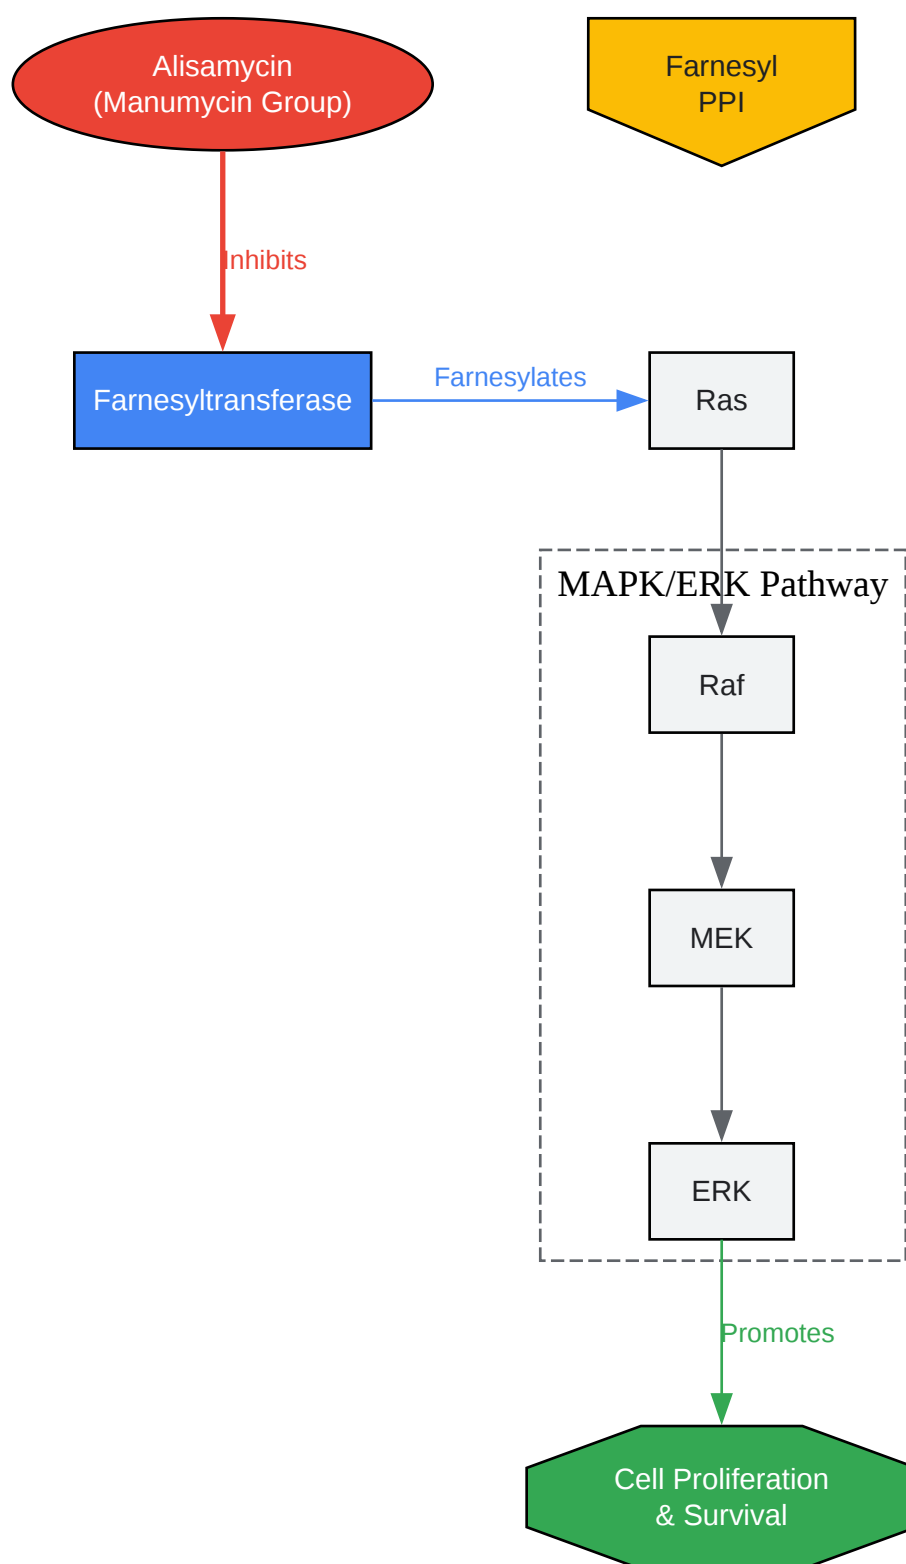 Alisamycin
(Manumycin Group)
Farnesyl
PPI
Inhibits
Farnesyltransferase
Farnesylates
Ras
MAPK/ERK Pathway
Raf
MEK
ERK
Promotes
Cell Proliferation
& Survival